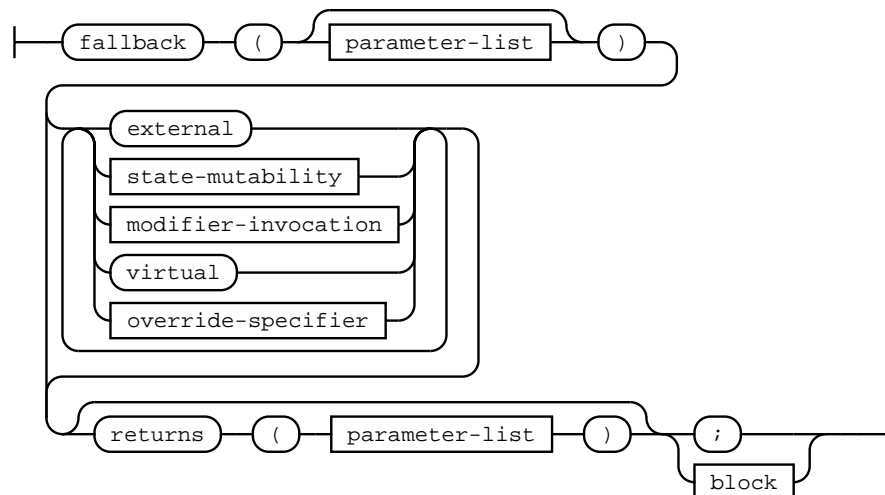 fallback ( parameter-list )
external
state-mutability
modifier-invocation
virtual
override-specifier
returns ( parameter-list ) ;
block